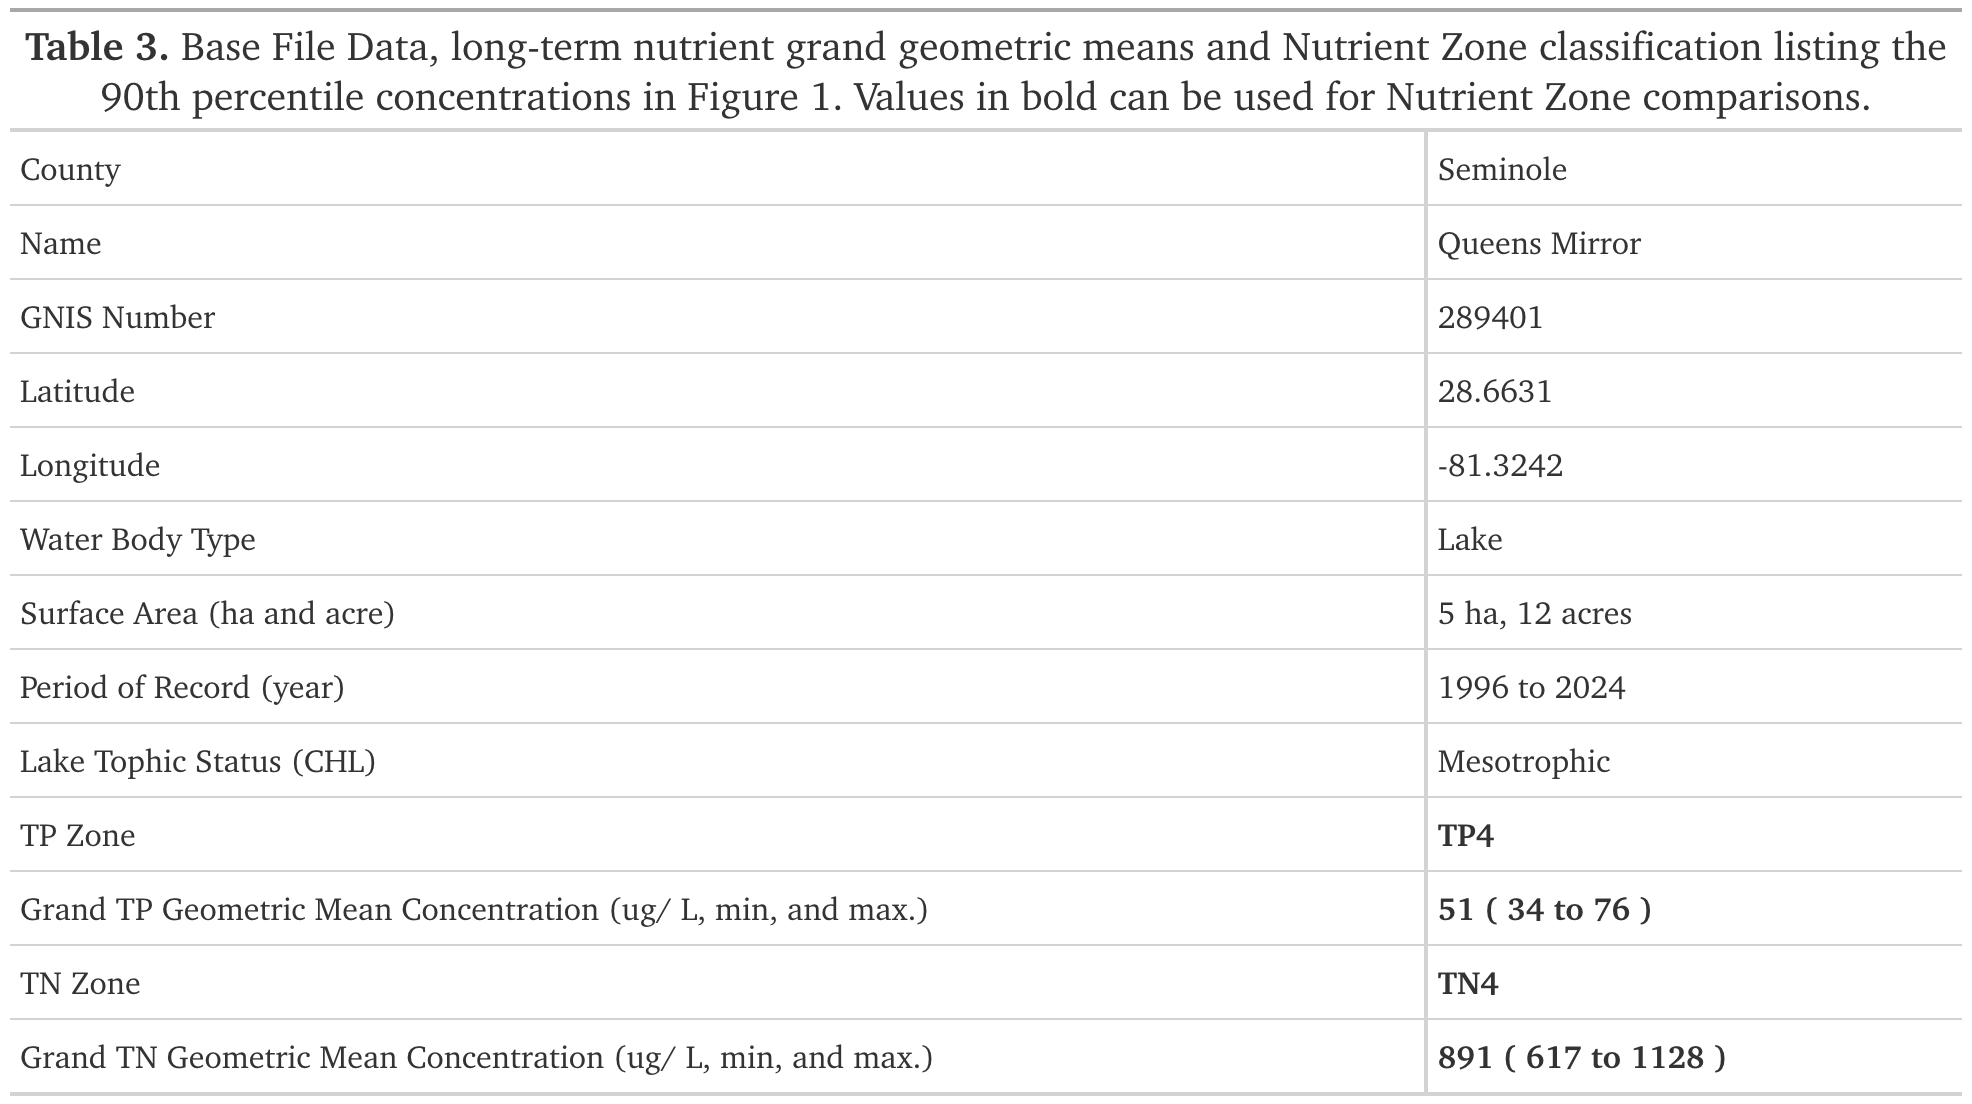 Table 3. Base File Data, long-term nutrient grand geometric means and Nutrient Zone classification listing the
90th percentile concentrations in Figure 1. Values in bold can be used for Nutrient Zone comparisons.
County Seminole
Name Queens Mirror
GNIS Number 289401
Latitude 28.6631
Longitude -81.3242
Water Body Type Lake
Surface Area (ha and acre) 5 ha, 12 acres
Period of Record (year) 1996 to 2024
Lake Tophic Status (CHL) Mesotrophic
TP Zone TP4
Grand TP Geometric Mean Concentration (ug/ L, min, and max.) 51 ( 34 to 76 )
TN Zone TN4
Grand TN Geometric Mean Concentration (ug/ L, min, and max.) 891 ( 617 to 1128 )